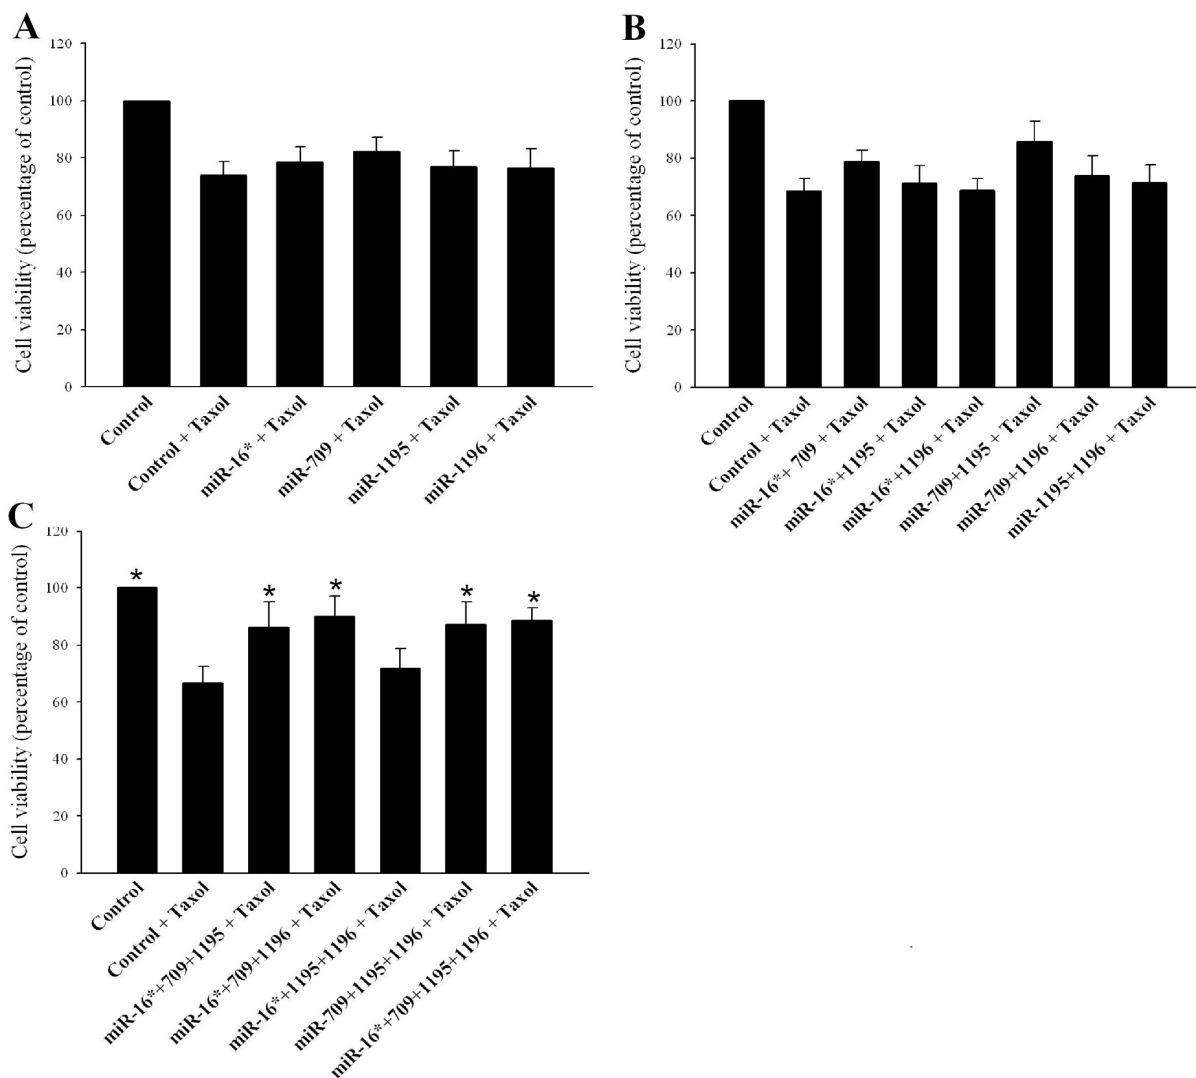 A
Cell viability (percentage of control)
120
100
80
60
40
20
0
Control
Control + Taxol
miR-16* + Taxol
miR-709 + Taxol
miR-1195 + Taxol
miR-1196 + Taxol
B
Cell viability (percentage of control)
120
100
80
60
40
20
0
Control
Control + Taxol
miR-16*+ 709 + Taxol
miR-16*+1195 + Taxol
miR-16*+1196 + Taxol
miR-709+1195 + Taxol
miR-709+1196 + Taxol
miR-1195+1196 + Taxol
C
Cell viability (percentage of control)
120
100
80
60
40
20
0
*
*
*
*
*
Control
Control + Taxol
miR-16*+709+1195 + Taxol
miR-16*+709+1196 + Taxol
miR-16*+1195+1196 + Taxol
miR-709+1195+1196 + Taxol
miR-16*+709+1195+1196 + Taxol